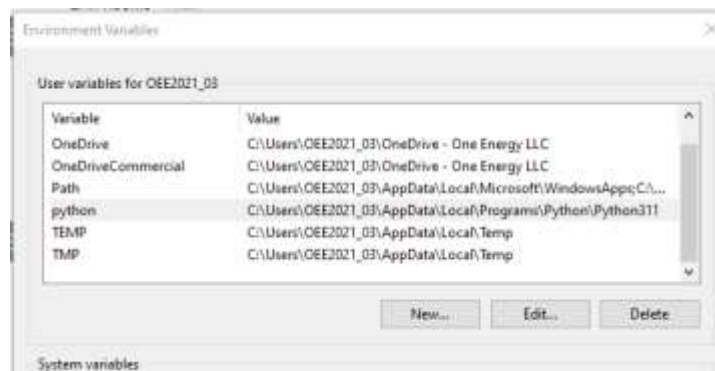 Environment Variables
User variables for OEE2021_03
Variable Value
OneDrive C:\Users\OEE2021_03\OneDrive - One Energy LLC
OneDriveCommercial C:\Users\OEE2021_03\OneDrive - One Energy LLC
Path C:\Users\OEE2021_03\AppData\Local\Microsoft\WindowsApps;C:\...
python C:\Users\OEE2021_03\AppData\Local\Programs\Python\Python311
TEMP C:\Users\OEE2021_03\AppData\Local\Temp
TMP C:\Users\OEE2021_03\AppData\Local\Temp
New... Edit... Delete
System variables